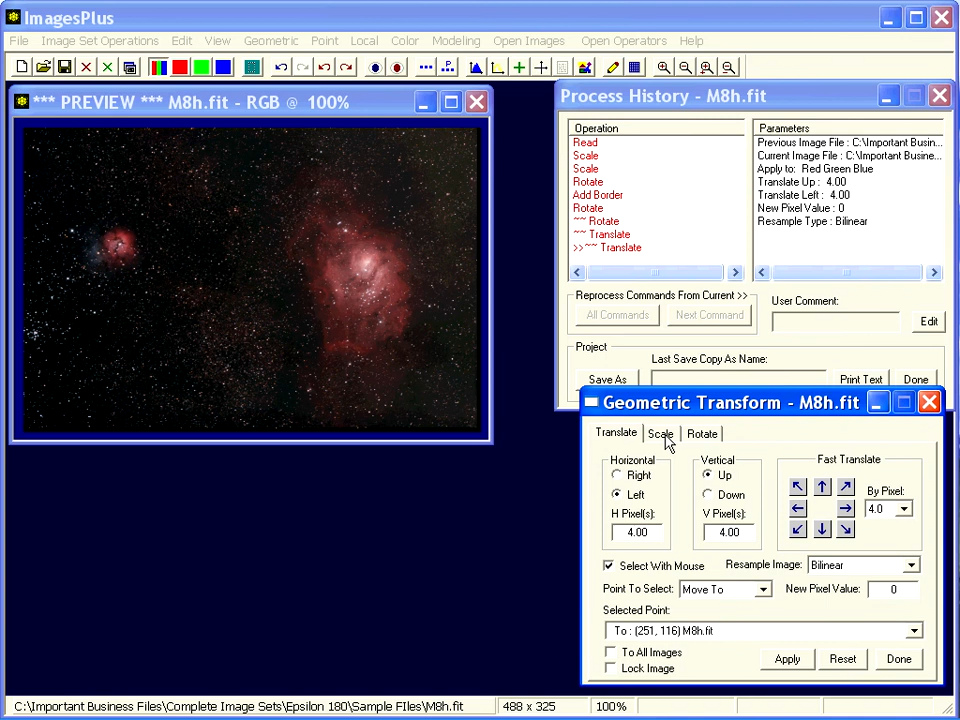 ImagesPlus
File Image Set Operations Edit View Geometric Point Local Color Modeling Open Images Open Operators Help
*** PREVIEW *** M8h.fit - RGB @ 100%
Process History - M8h.fit
Operation
Read
Scale
Scale
Rotate
Add Border
Rotate
~~ Rotate
~~ Translate
>>~~ Translate
Parameters
Previous Image File : C:\Important Busin...
Current Image File : C:\Important Busine...
Apply to: Red Green Blue
Translate Up : 4.00
Translate Left : 4.00
New Pixel Value : 0
Resample Type : Bilinear
Reprocess Commands From Current >>
All Commands Next Command
User Comment:
Edit
Project
Last Save Copy As Name:
Save As Print Text Done
Geometric Transform - M8h.fit
Translate Scale Rotate
Horizontal
Right
Left
H Pixel(s):
4.00
Vertical
Up
Down
V Pixel(s):
4.00
Fast Translate
By Pixel:
4.0
Select With Mouse Resample Image: Bilinear
Point To Select: Move To New Pixel Value: 0
Selected Point:
To : (251, 116) M8h.fit
To All Images
Lock Image
Apply Reset Done
C:\Important Business Files\Complete Image Sets\Epsilon 180\Sample FIles\M8h.fit 488 x 325 100%